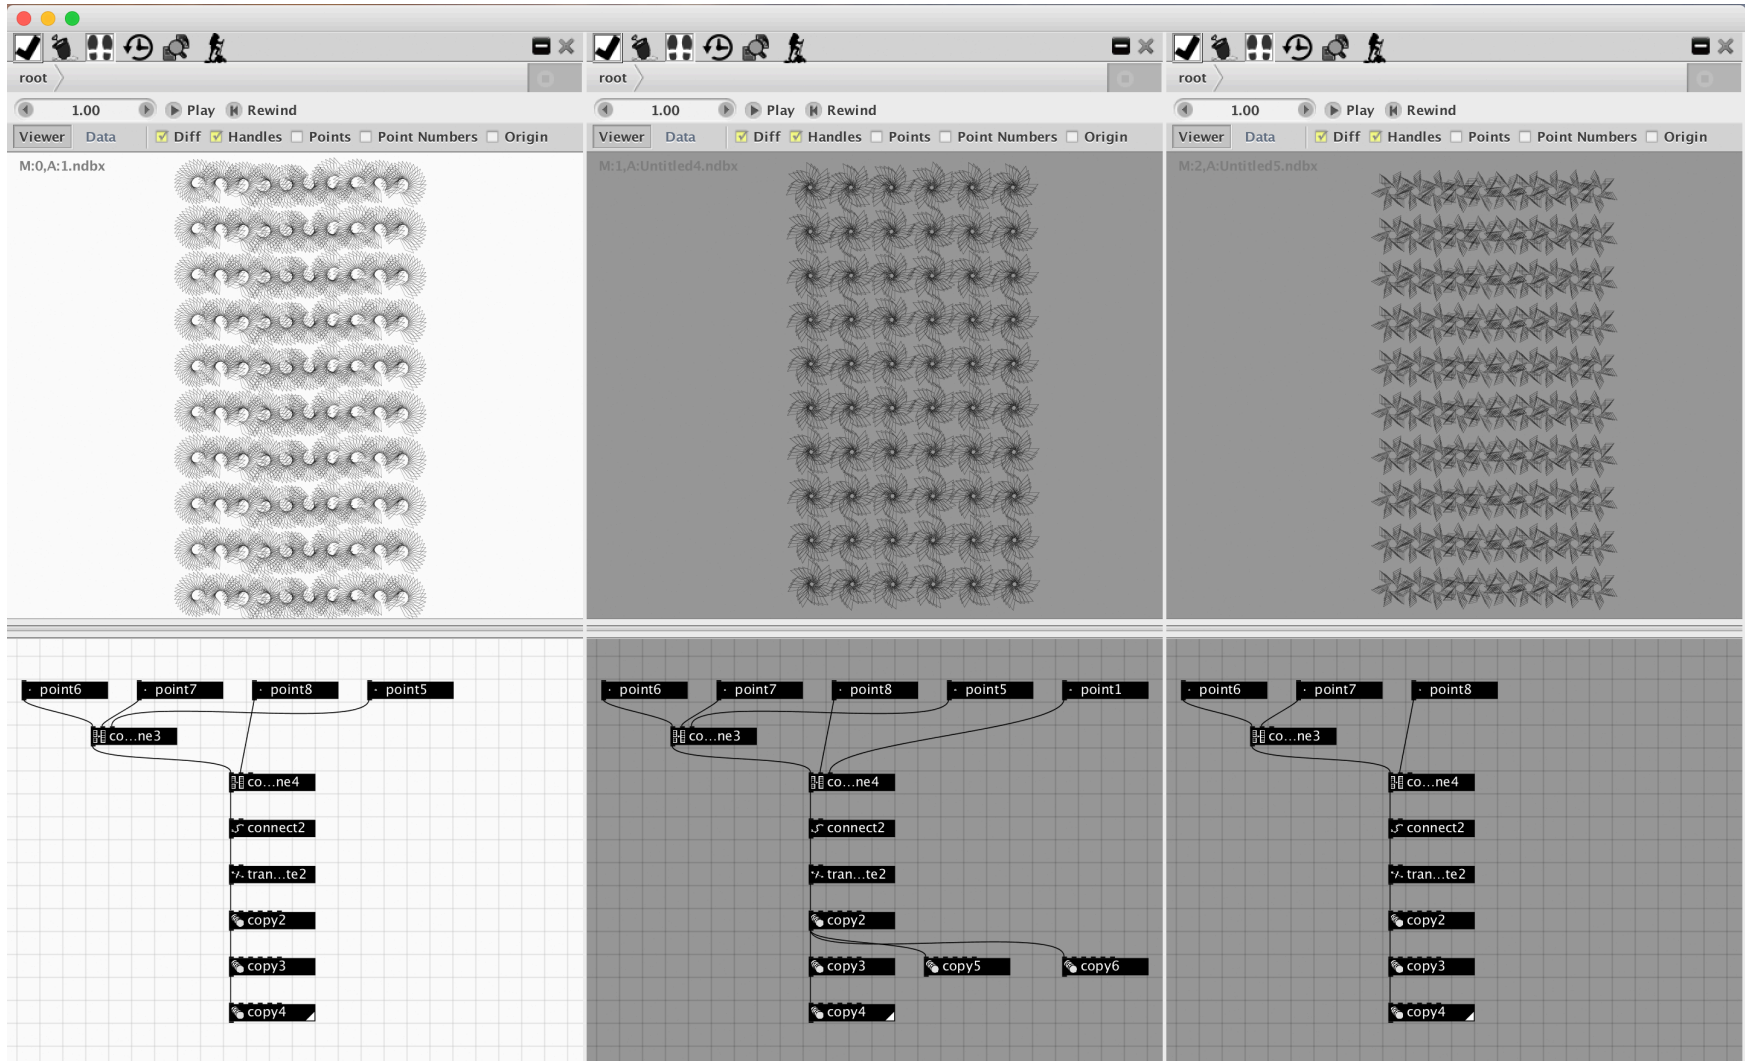 root
root
root
1.00 Play Rewind
1.00 Play Rewind
1.00 Play Rewind
Viewer Data Diff Handles Points Point Numbers Origin
Viewer Data Diff Handles Points Point Numbers Origin
Viewer Data Diff Handles Points Point Numbers Origin
M:0,A:1.ndbx
M:1,A:Untitled4.ndbx
M:2,A:Untitled5.ndbx
point6 point7 point8 point5
co...ne3
co...ne4
connect2
tran...te2
copy2
copy3
copy4
point6 point7 point8 point5 point1
co...ne3
co...ne4
connect2
tran...te2
copy2
copy3 copy5 copy6
copy4
point6 point7 point8
co...ne3
co...ne4
connect2
tran...te2
copy2
copy3
copy4